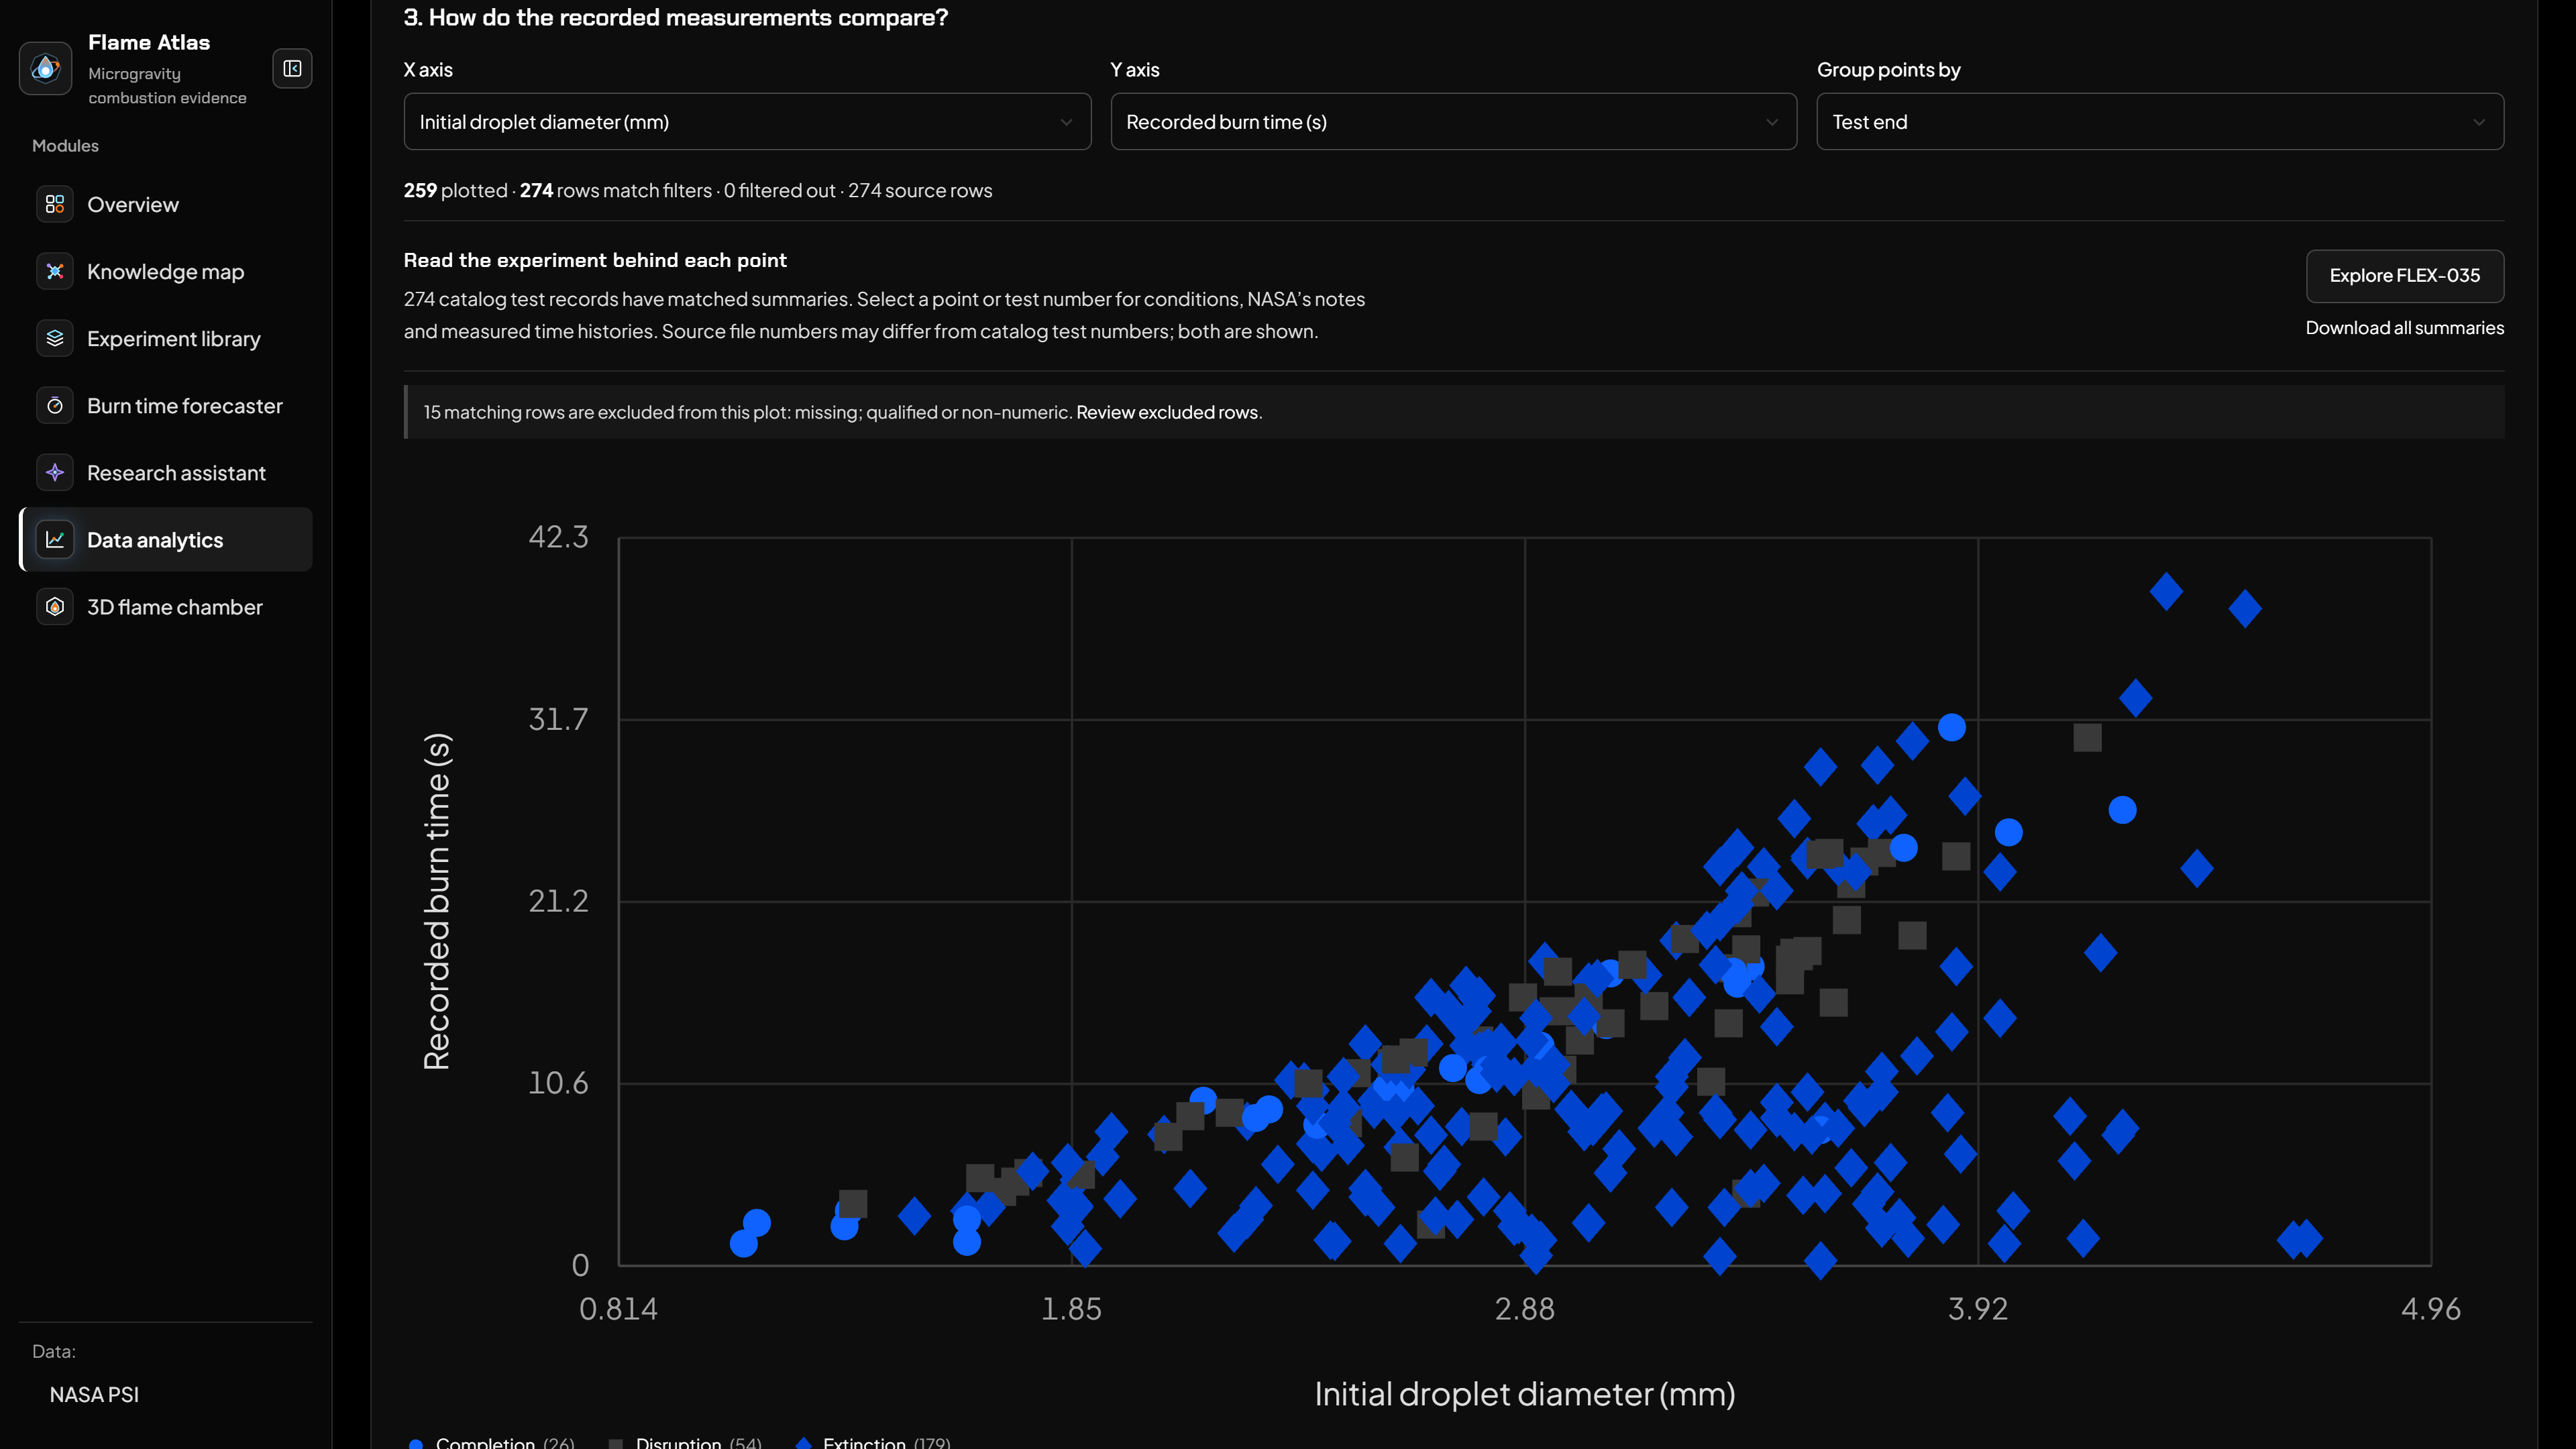 Flame Atlas
Microgravity
combustion evidence
Modules
Overview
Knowledge map
Experiment library
Burn time forecaster
Research assistant
Data analytics
3D flame chamber
Data:
NASA PSI
3. How do the recorded measurements compare?
X axis
Y axis
Group points by
Initial droplet diameter (mm)
Recorded burn time (s)
Test end
259 plotted · 274 rows match filters · 0 filtered out · 274 source rows
Read the experiment behind each point
274 catalog test records have matched summaries. Select a point or test number for conditions, NASA's notes
and measured time histories. Source file numbers may differ from catalog test numbers; both are shown.
Explore FLEX-035
Download all summaries
15 matching rows are excluded from this plot: missing; qualified or non-numeric. Review excluded rows.
Recorded burn time (s)
42.3
31.7
21.2
10.6
0
0.814
1.85
2.88
3.92
4.96
Initial droplet diameter (mm)
Completion (26)
Disruption (54)
Extinction (179)